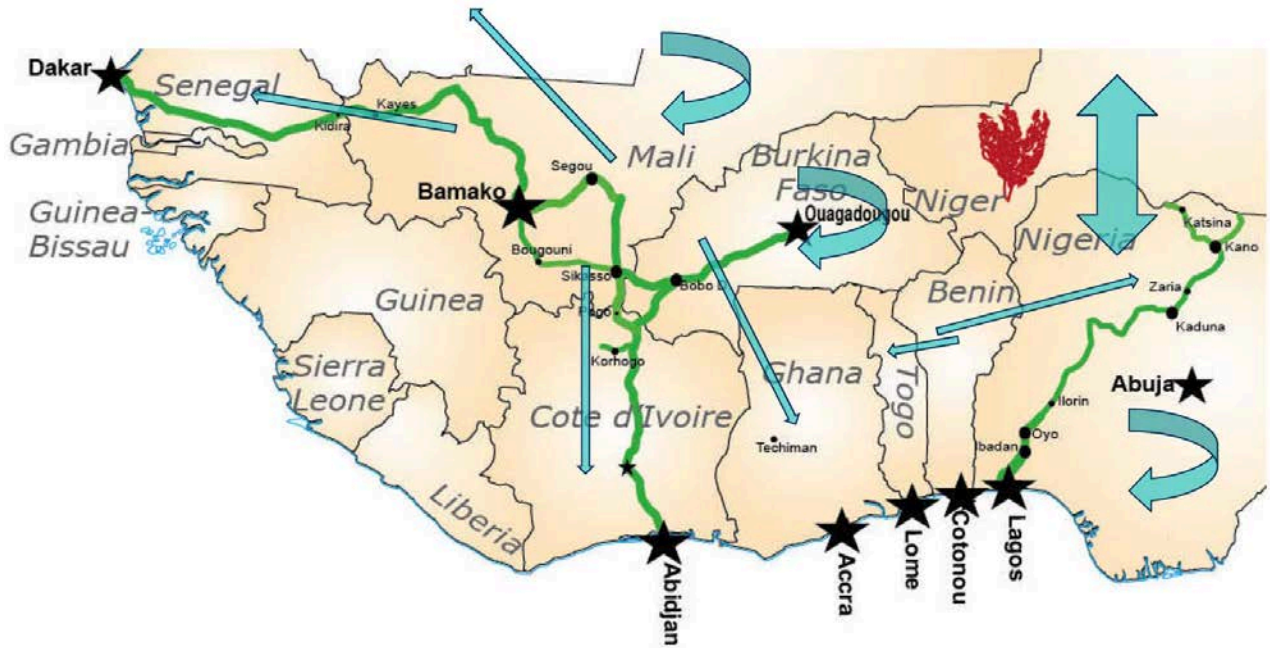 Dakar
Senegal
Kayes
Kidira
Gambia
Segou
Mali
Burkina
Faso
Bamako
Niger
Ouagadougou
Guinea-
Bissau
Katsina
Nigeria
Kano
Bougouni
Sikasso
Bobo D
Benin
Zaria
Guinea
Pogo
Kaduna
Korhogo
Sierra
Leone
Ghana
Togo
Abuja
Cote d'Ivoire
Ilorin
Techiman
Oyo
Ibadan
Liberia
Abidjan
Accra
Lome
Cotonou
Lagos